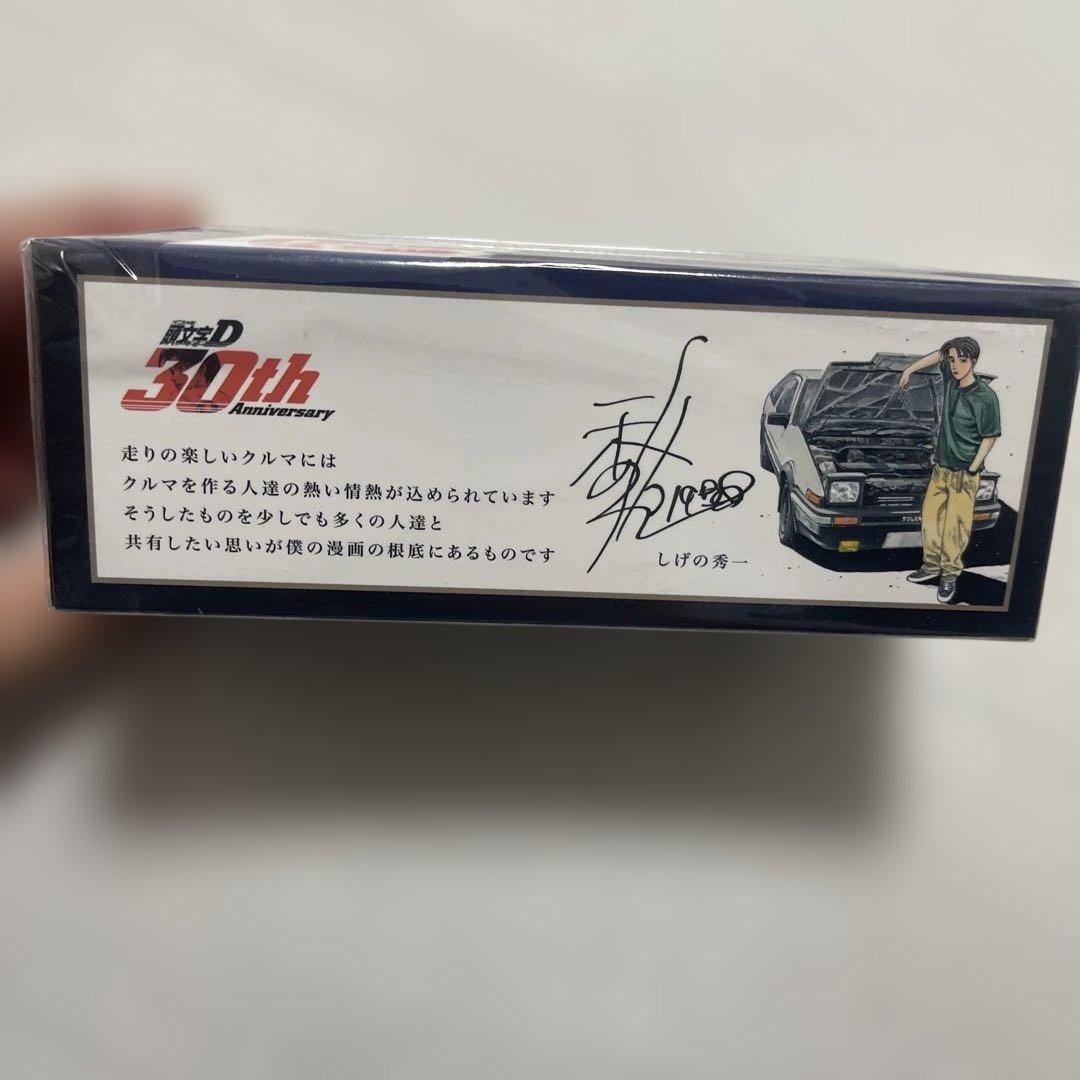 頭文字D
30th
Anniversary
走りの楽しいクルマには
クルマを作る人達の熱い情熱が込められています
そうしたものを少しでも多くの人達と
共有したい思いが僕の漫画の根底にあるものです
しげの秀一